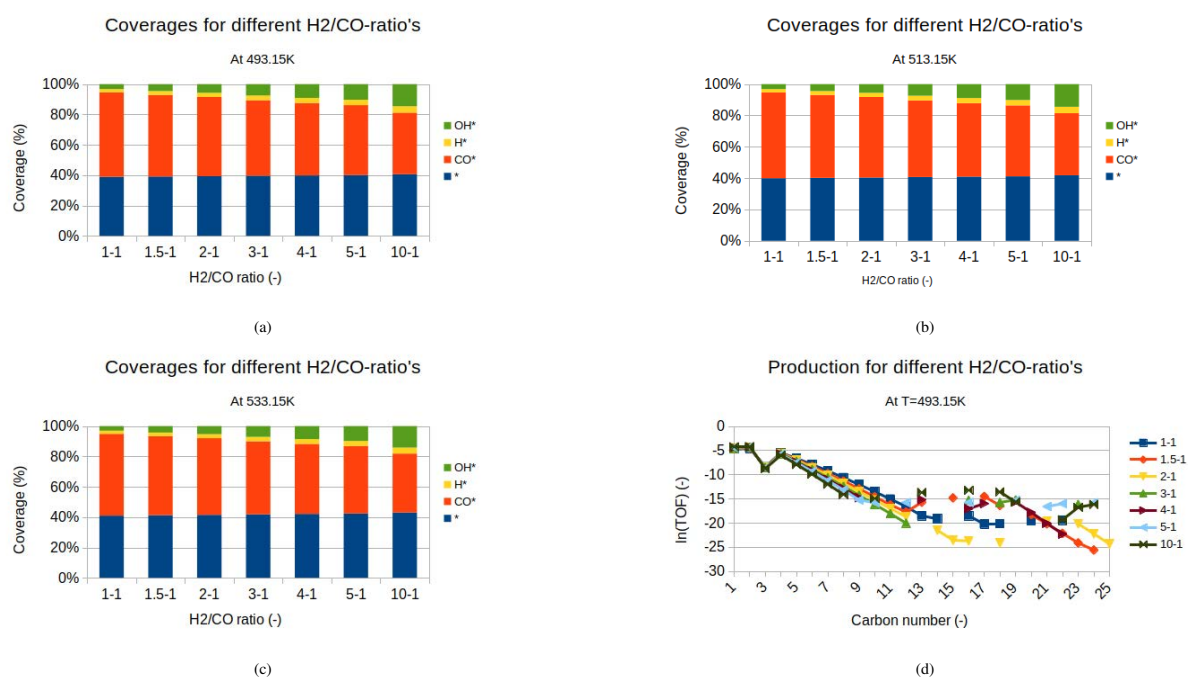 Coverages for different H2/CO-ratio's
At 493.15K
100%
80%
60%
40%
20%
0%
Coverage (%)
1-1 1.5-1 2-1 3-1 4-1 5-1 10-1
H2/CO ratio (-)
OH*
H*
CO*
*
(a)
Coverages for different H2/CO-ratio's
At 513.15K
100%
80%
60%
40%
20%
0%
Coverage (%)
1-1 1.5-1 2-1 3-1 4-1 5-1 10-1
H2/CO ratio (-)
OH*
H*
CO*
*
(b)
Coverages for different H2/CO-ratio's
At 533.15K
100%
80%
60%
40%
20%
0%
Coverage (%)
1-1 1.5-1 2-1 3-1 4-1 5-1 10-1
H2/CO ratio (-)
OH*
H*
CO*
*
(c)
Production for different H2/CO-ratio's
At T=493.15K
0
-5
-10
-15
-20
-25
-30
ln(TOF) (-)
1 3 5 7 9 11 13 15 17 19 21 23 25
Carbon number (-)
1-1
1.5-1
2-1
3-1
4-1
5-1
10-1
(d)